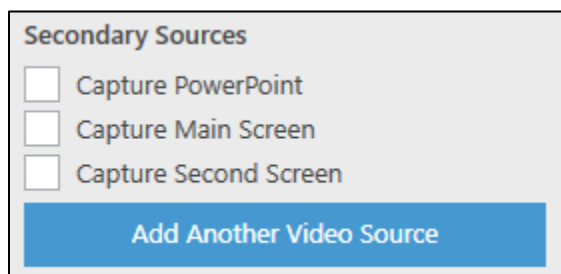 Secondary Sources
Capture PowerPoint
Capture Main Screen
Capture Second Screen
Add Another Video Source